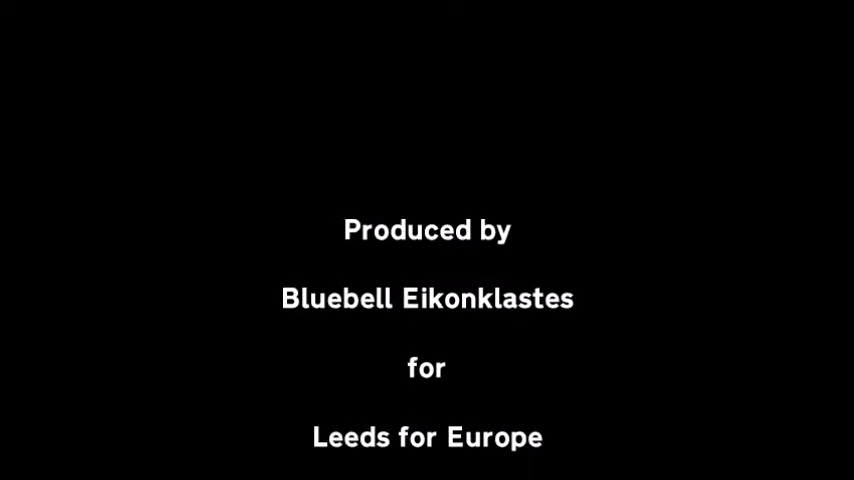 Produced by
Bluebell Eikonklastes
for
Leeds for Europe